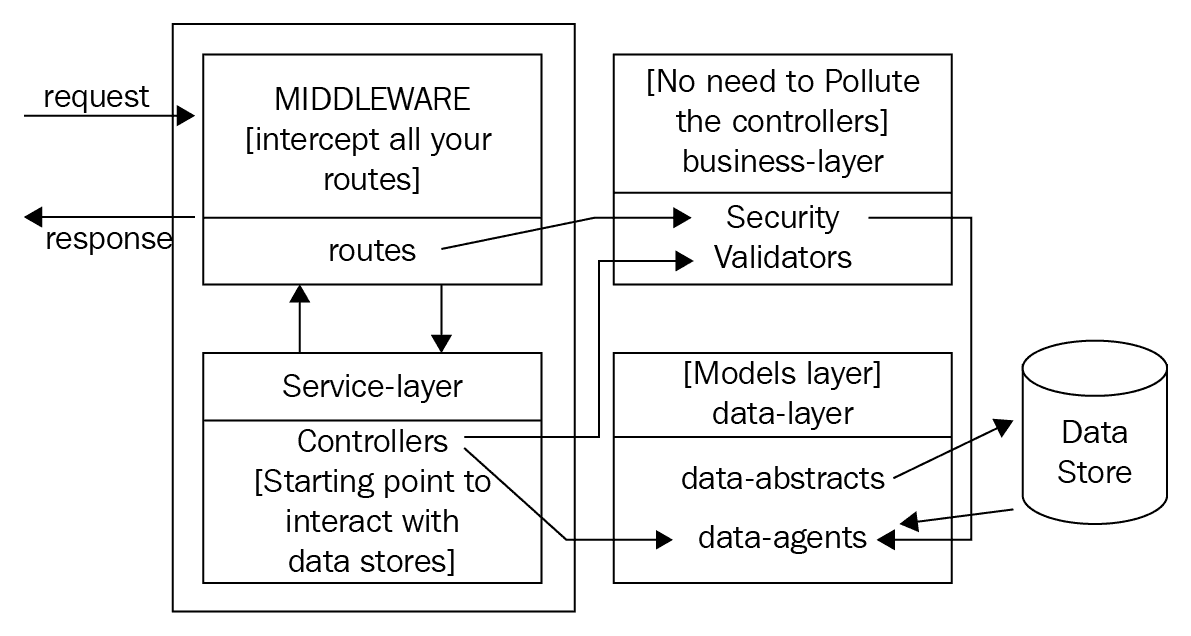 request
response
MIDDLEWARE
[intercept all your
routes]
routes
Service-layer
Controllers
[Starting point to
interact with
data stores]
[No need to Pollute
the controllers]
business-layer
Security
Validators
[Models layer]
data-layer
data-abstracts
data-agents
Data
Store